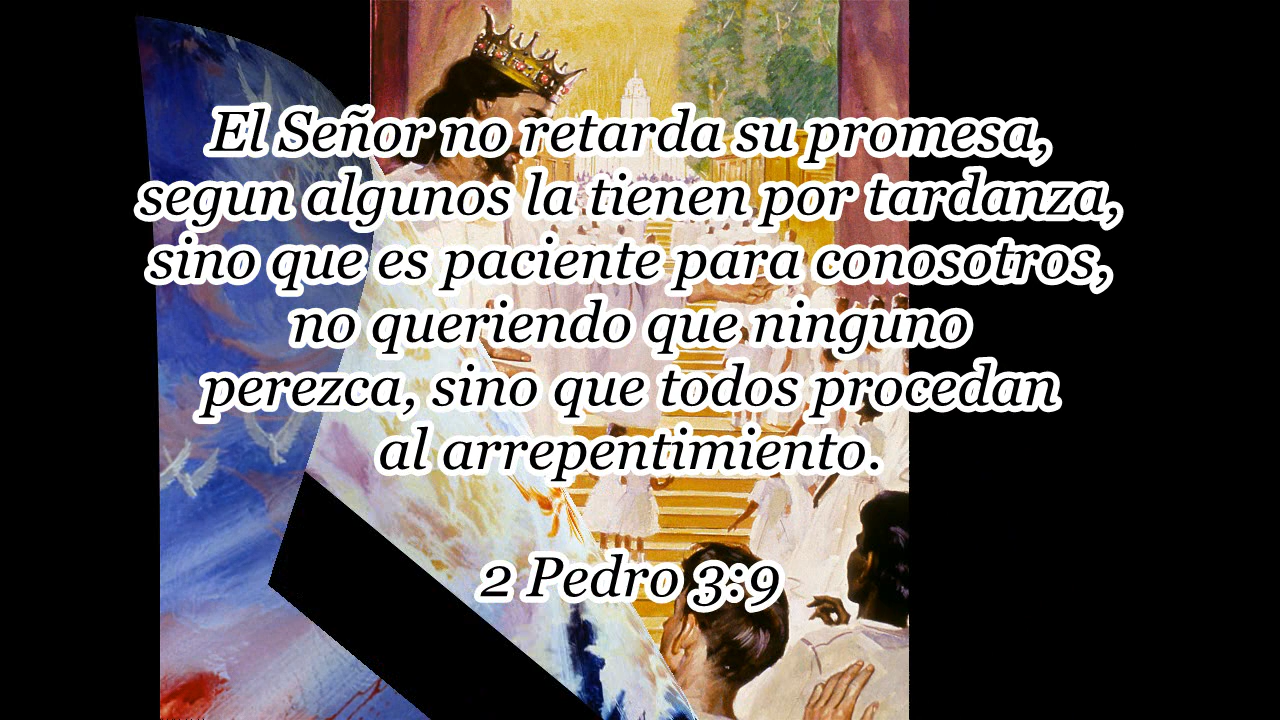 El Señor no retarda su promesa,
segun algunos la tienen por tardanza,
sino que es paciente para conosotros,
no queriendo que ninguno
perezca, sino que todos procedan
al arrepentimiento.
2 Pedro 3:9